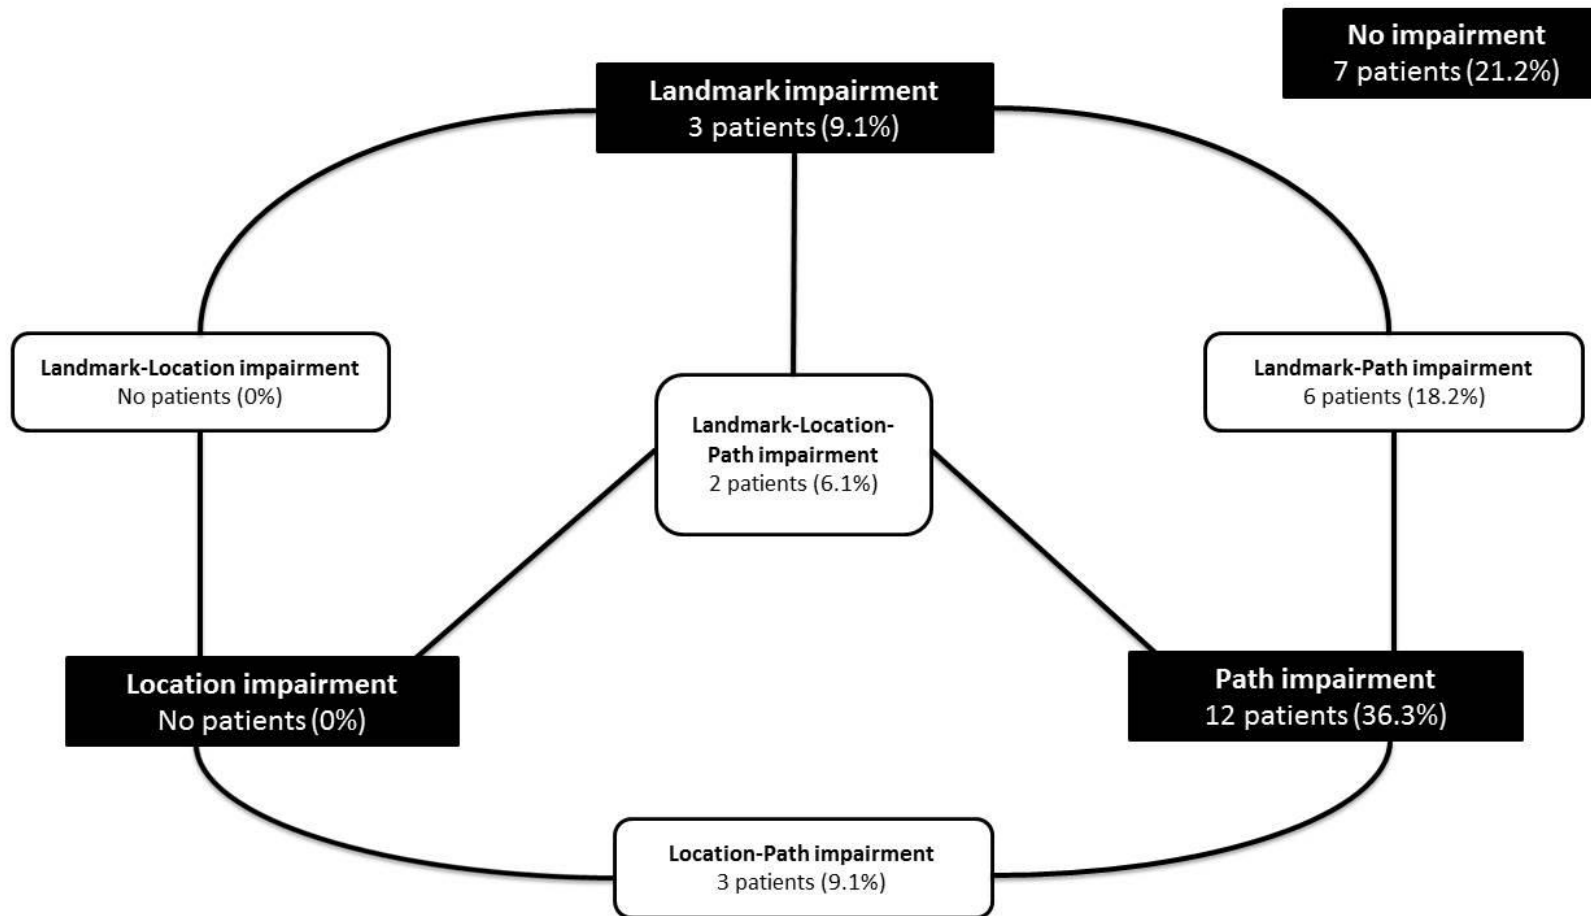 No impairment
7 patients (21.2%)
Landmark impairment
3 patients (9.1%)
Landmark-Location impairment
No patients (0%)
Landmark-Path impairment
6 patients (18.2%)
Landmark-Location-
Path impairment
2 patients (6.1%)
Location impairment
No patients (0%)
Path impairment
12 patients (36.3%)
Location-Path impairment
3 patients (9.1%)